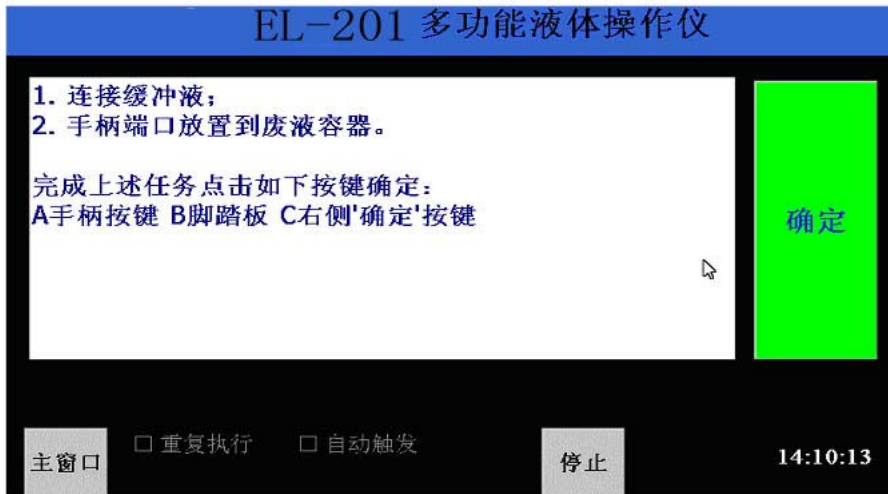 EL-201 多功能液体操作仪
1. 连接缓冲液；
2. 手柄端口放置到废液容器。
完成上述任务点击如下按键确定：
A手柄按键 B脚踏板 C右侧'确定'按键
确定
重复执行 自动触发
主窗口 停止 14:10:13